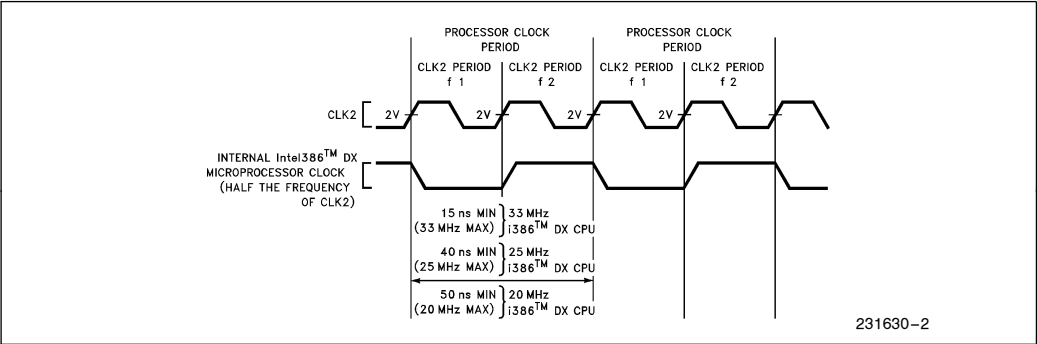 PROCESSOR CLOCK
PERIOD
PROCESSOR CLOCK
PERIOD
CLK2 PERIOD
f 1
CLK2 PERIOD
f 2
CLK2 PERIOD
f 1
CLK2 PERIOD
f 2
CLK2
2V
2V
2V
2V
INTERNAL Intel386™ DX
MICROPROCESSOR CLOCK
(HALF THE FREQUENCY
OF CLK2)
15 ns MIN } 33 MHz
(33 MHz MAX) i386™ DX CPU
40 ns MIN } 25 MHz
(25 MHz MAX) i386™ DX CPU
50 ns MIN } 20 MHz
(20 MHz MAX) i386™ DX CPU
231630-2